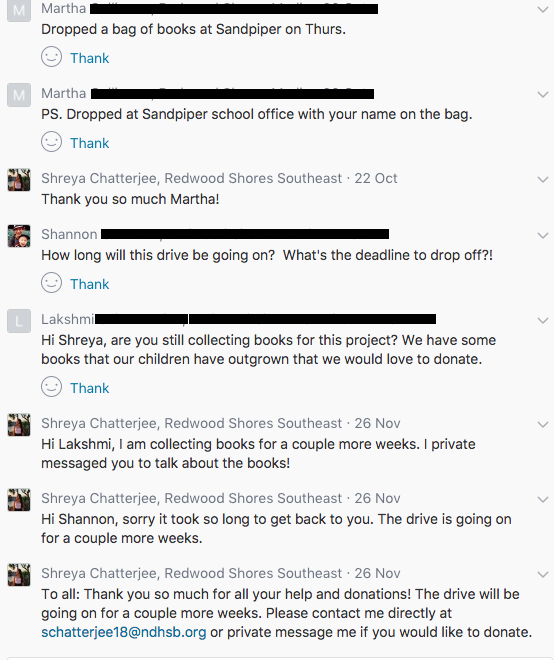 M
Martha
Dropped a bag of books at Sandpiper on Thurs.
Thank
M
Martha
PS. Dropped at Sandpiper school office with your name on the bag.
Thank
Shreya Chatterjee, Redwood Shores Southeast · 22 Oct
Thank you so much Martha!
Shannon
How long will this drive be going on?  What's the deadline to drop off?!
Thank
L
Lakshmi
Hi Shreya, are you still collecting books for this project? We have some
books that our children have outgrown that we would love to donate.
Thank
Shreya Chatterjee, Redwood Shores Southeast · 26 Nov
Hi Lakshmi, I am collecting books for a couple more weeks. I private
messaged you to talk about the books!
Shreya Chatterjee, Redwood Shores Southeast · 26 Nov
Hi Shannon, sorry it took so long to get back to you. The drive is going on
for a couple more weeks.
Shreya Chatterjee, Redwood Shores Southeast · 26 Nov
To all: Thank you so much for all your help and donations! The drive will be
going on for a couple more weeks. Please contact me directly at
schatterjee18@ndhsb.org or private message me if you would like to donate.